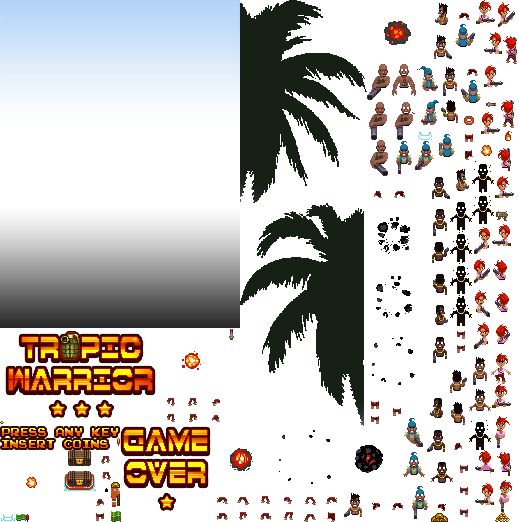 TROPIC
WARRIOR
PRESS ANY KEY
INSERT COINS
GAME
OVER